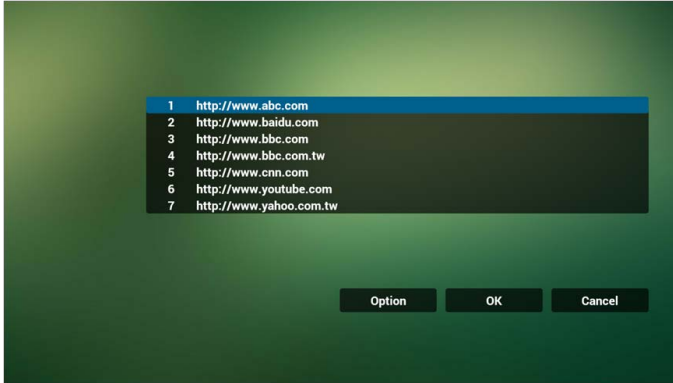 1 http://www.abc.com
2 http://www.baidu.com
3 http://www.bbc.com
4 http://www.bbc.com.tw
5 http://www.cnn.com
6 http://www.youtube.com
7 http://www.yahoo.com.tw
Option OK Cancel